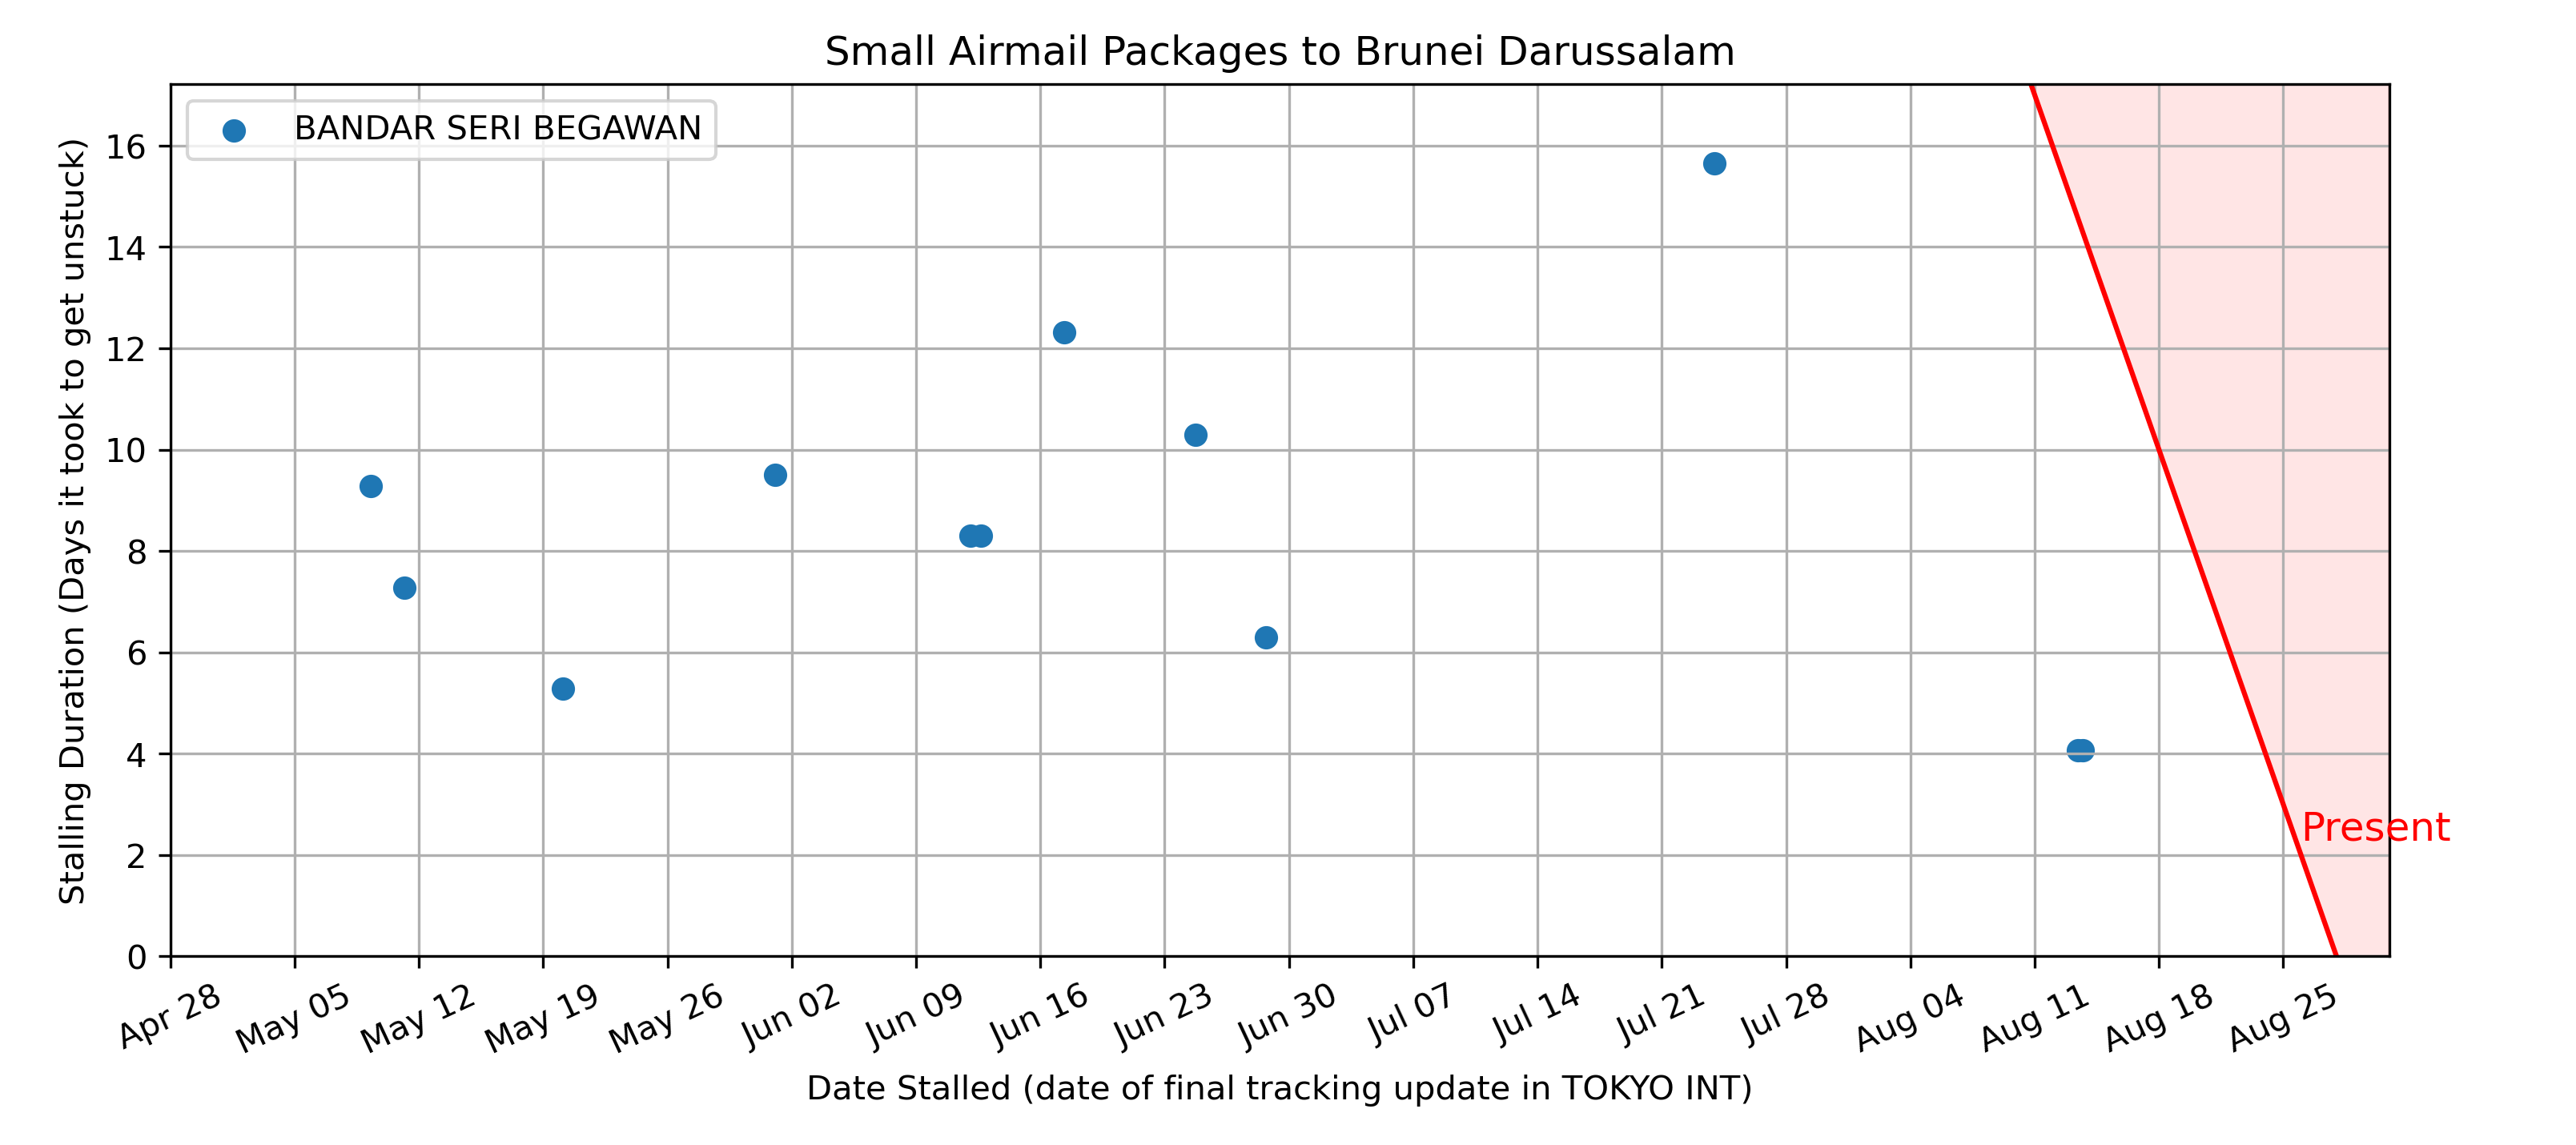 Small Airmail Packages to Brunei Darussalam
BANDAR SERI BEGAWAN
Stalling Duration (Days it took to get unstuck)
16
14
12
10
8
6
4
2
0
Present
Apr 28
May 05
May 12
May 19
May 26
Jun 02
Jun 09
Jun 16
Jun 23
Jun 30
Jul 07
Jul 14
Jul 21
Jul 28
Aug 04
Aug 11
Aug 18
Aug 25
Date Stalled (date of final tracking update in TOKYO INT)